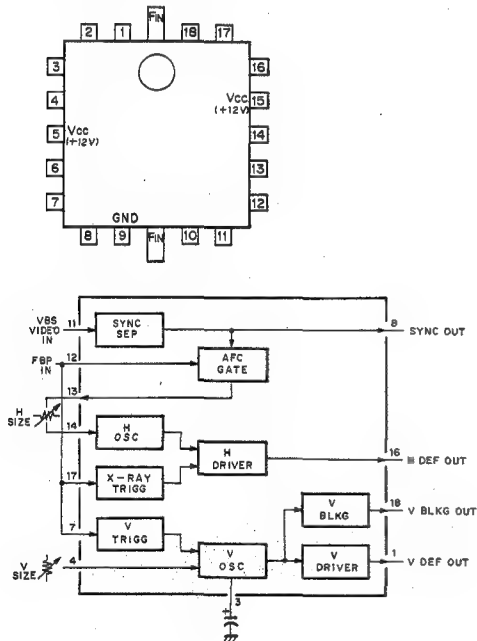 FIN
2 1 18 17
3 16
4 VCC 15
(+12V)
5 VCC 14
(+12V)
6 13
7 12
GND
8 9 10 11
FIN
VBS
VIDEO
IN
11
SYNC
SEP
8
SYNC OUT
FBP
IN
12
AFC
GATE
13
H
SIZE
14
H
OSC
H
DRIVER
16
H DEF OUT
17
X-RAY
TRIGG
18
V
BLKG
V BLKG OUT
7
V
TRIGG
V
SIZE
4
V
OSC
V
DRIVER
1
V DEF OUT
3
+